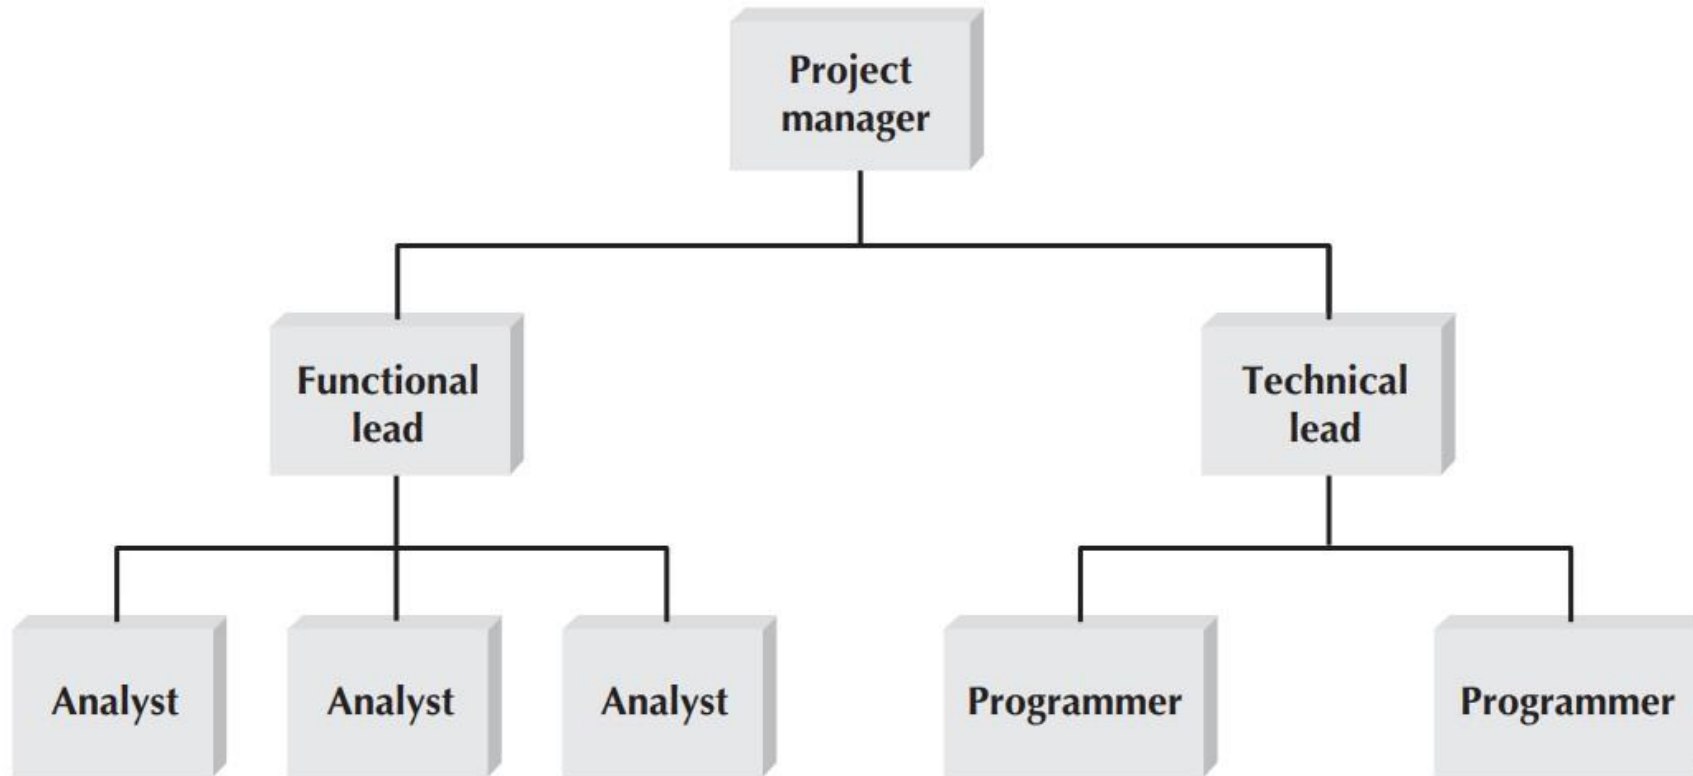 Project
manager
Functional
lead
Technical
lead
Analyst
Analyst
Analyst
Programmer
Programmer